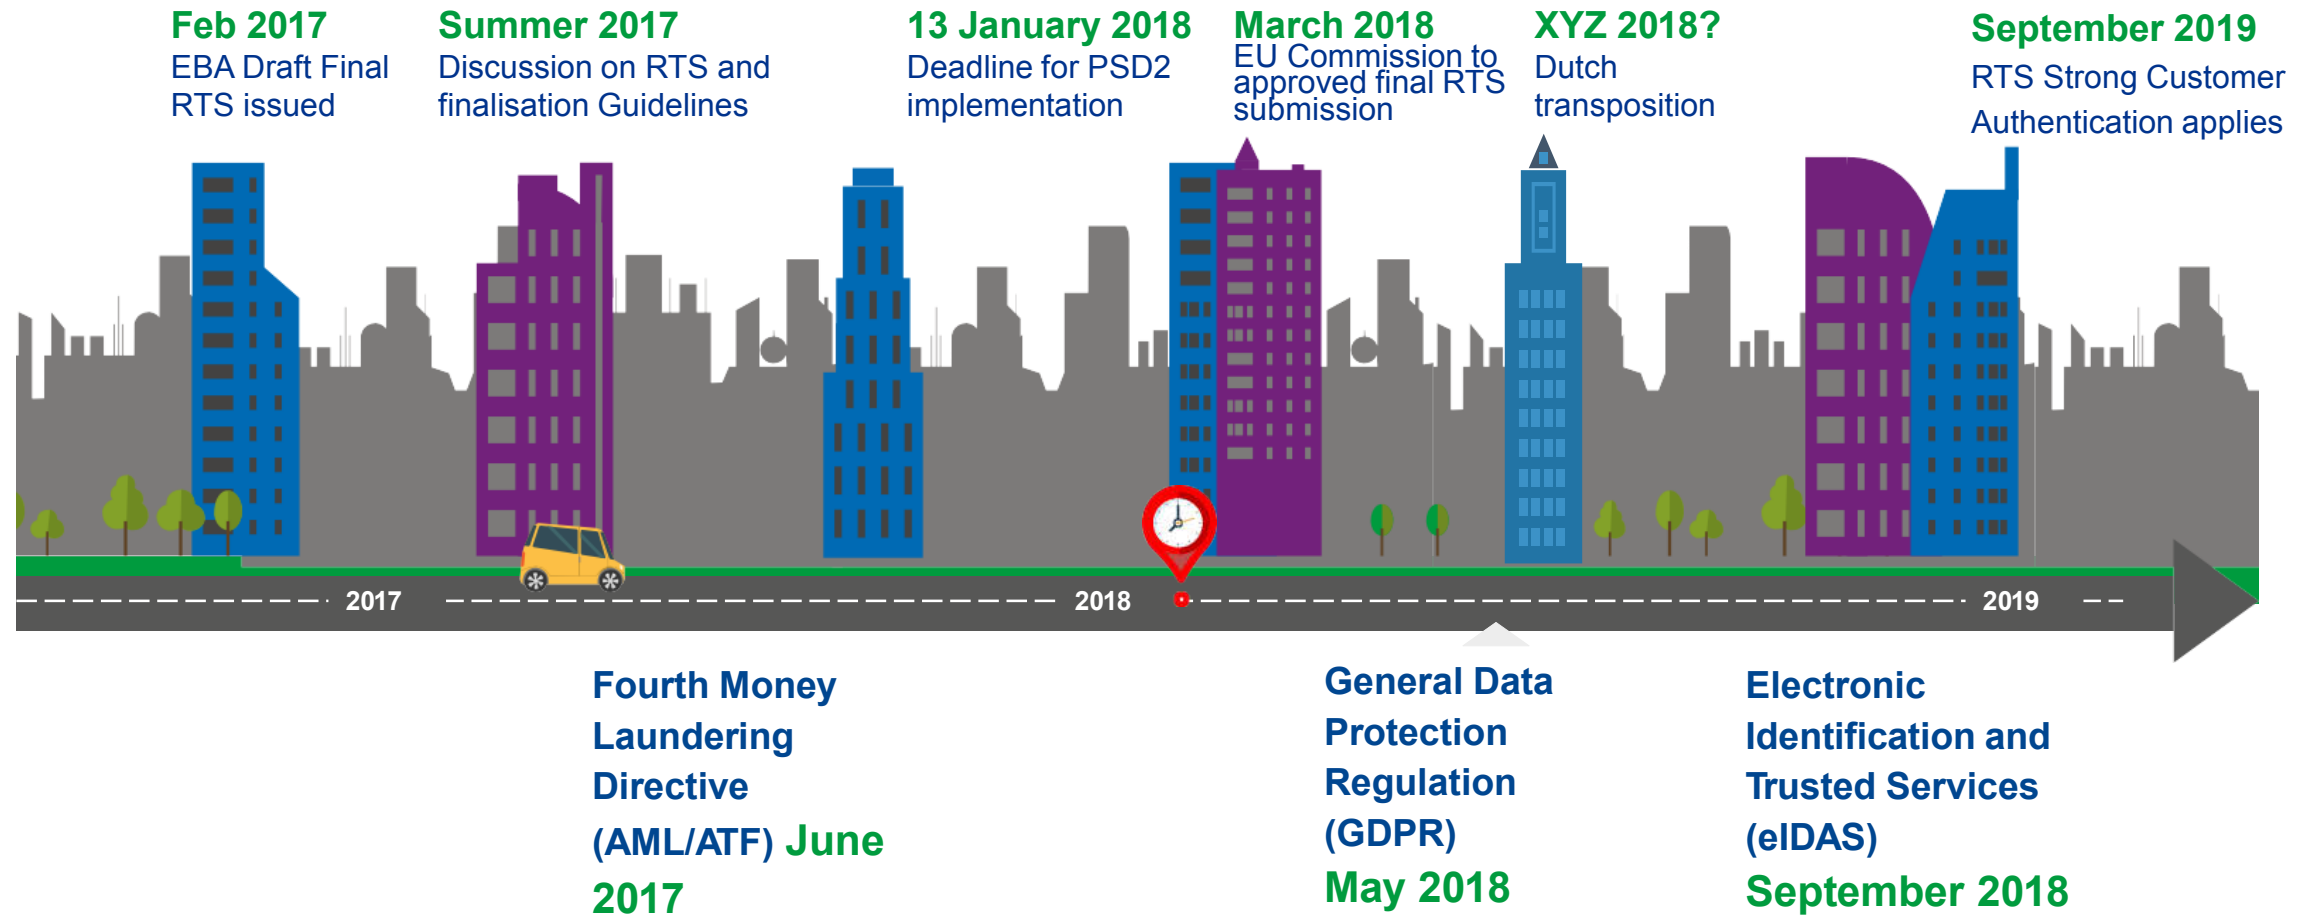 Feb 2017
EBA Draft Final
RTS issued
Summer 2017
Discussion on RTS and
finalisation Guidelines
13 January 2018
Deadline for PSD2
implementation
March 2018
EU Commission to
approved final RTS
submission
XYZ 2018?
Dutch
transposition
September 2019
RTS Strong Customer
Authentication applies
2017
2018
2019
Fourth Money
Laundering
Directive
(AML/ATF) June
2017
General Data
Protection
Regulation
(GDPR)
May 2018
Electronic
Identification and
Trusted Services
(eIDAS)
September 2018